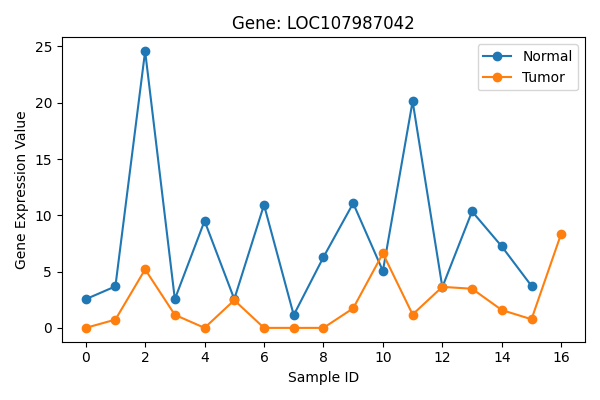 Gene: LOC107987042
Gene Expression Value
25
20
15
10
5
0
Normal
Tumor
0 2 4 6 8 10 12 14 16
Sample ID